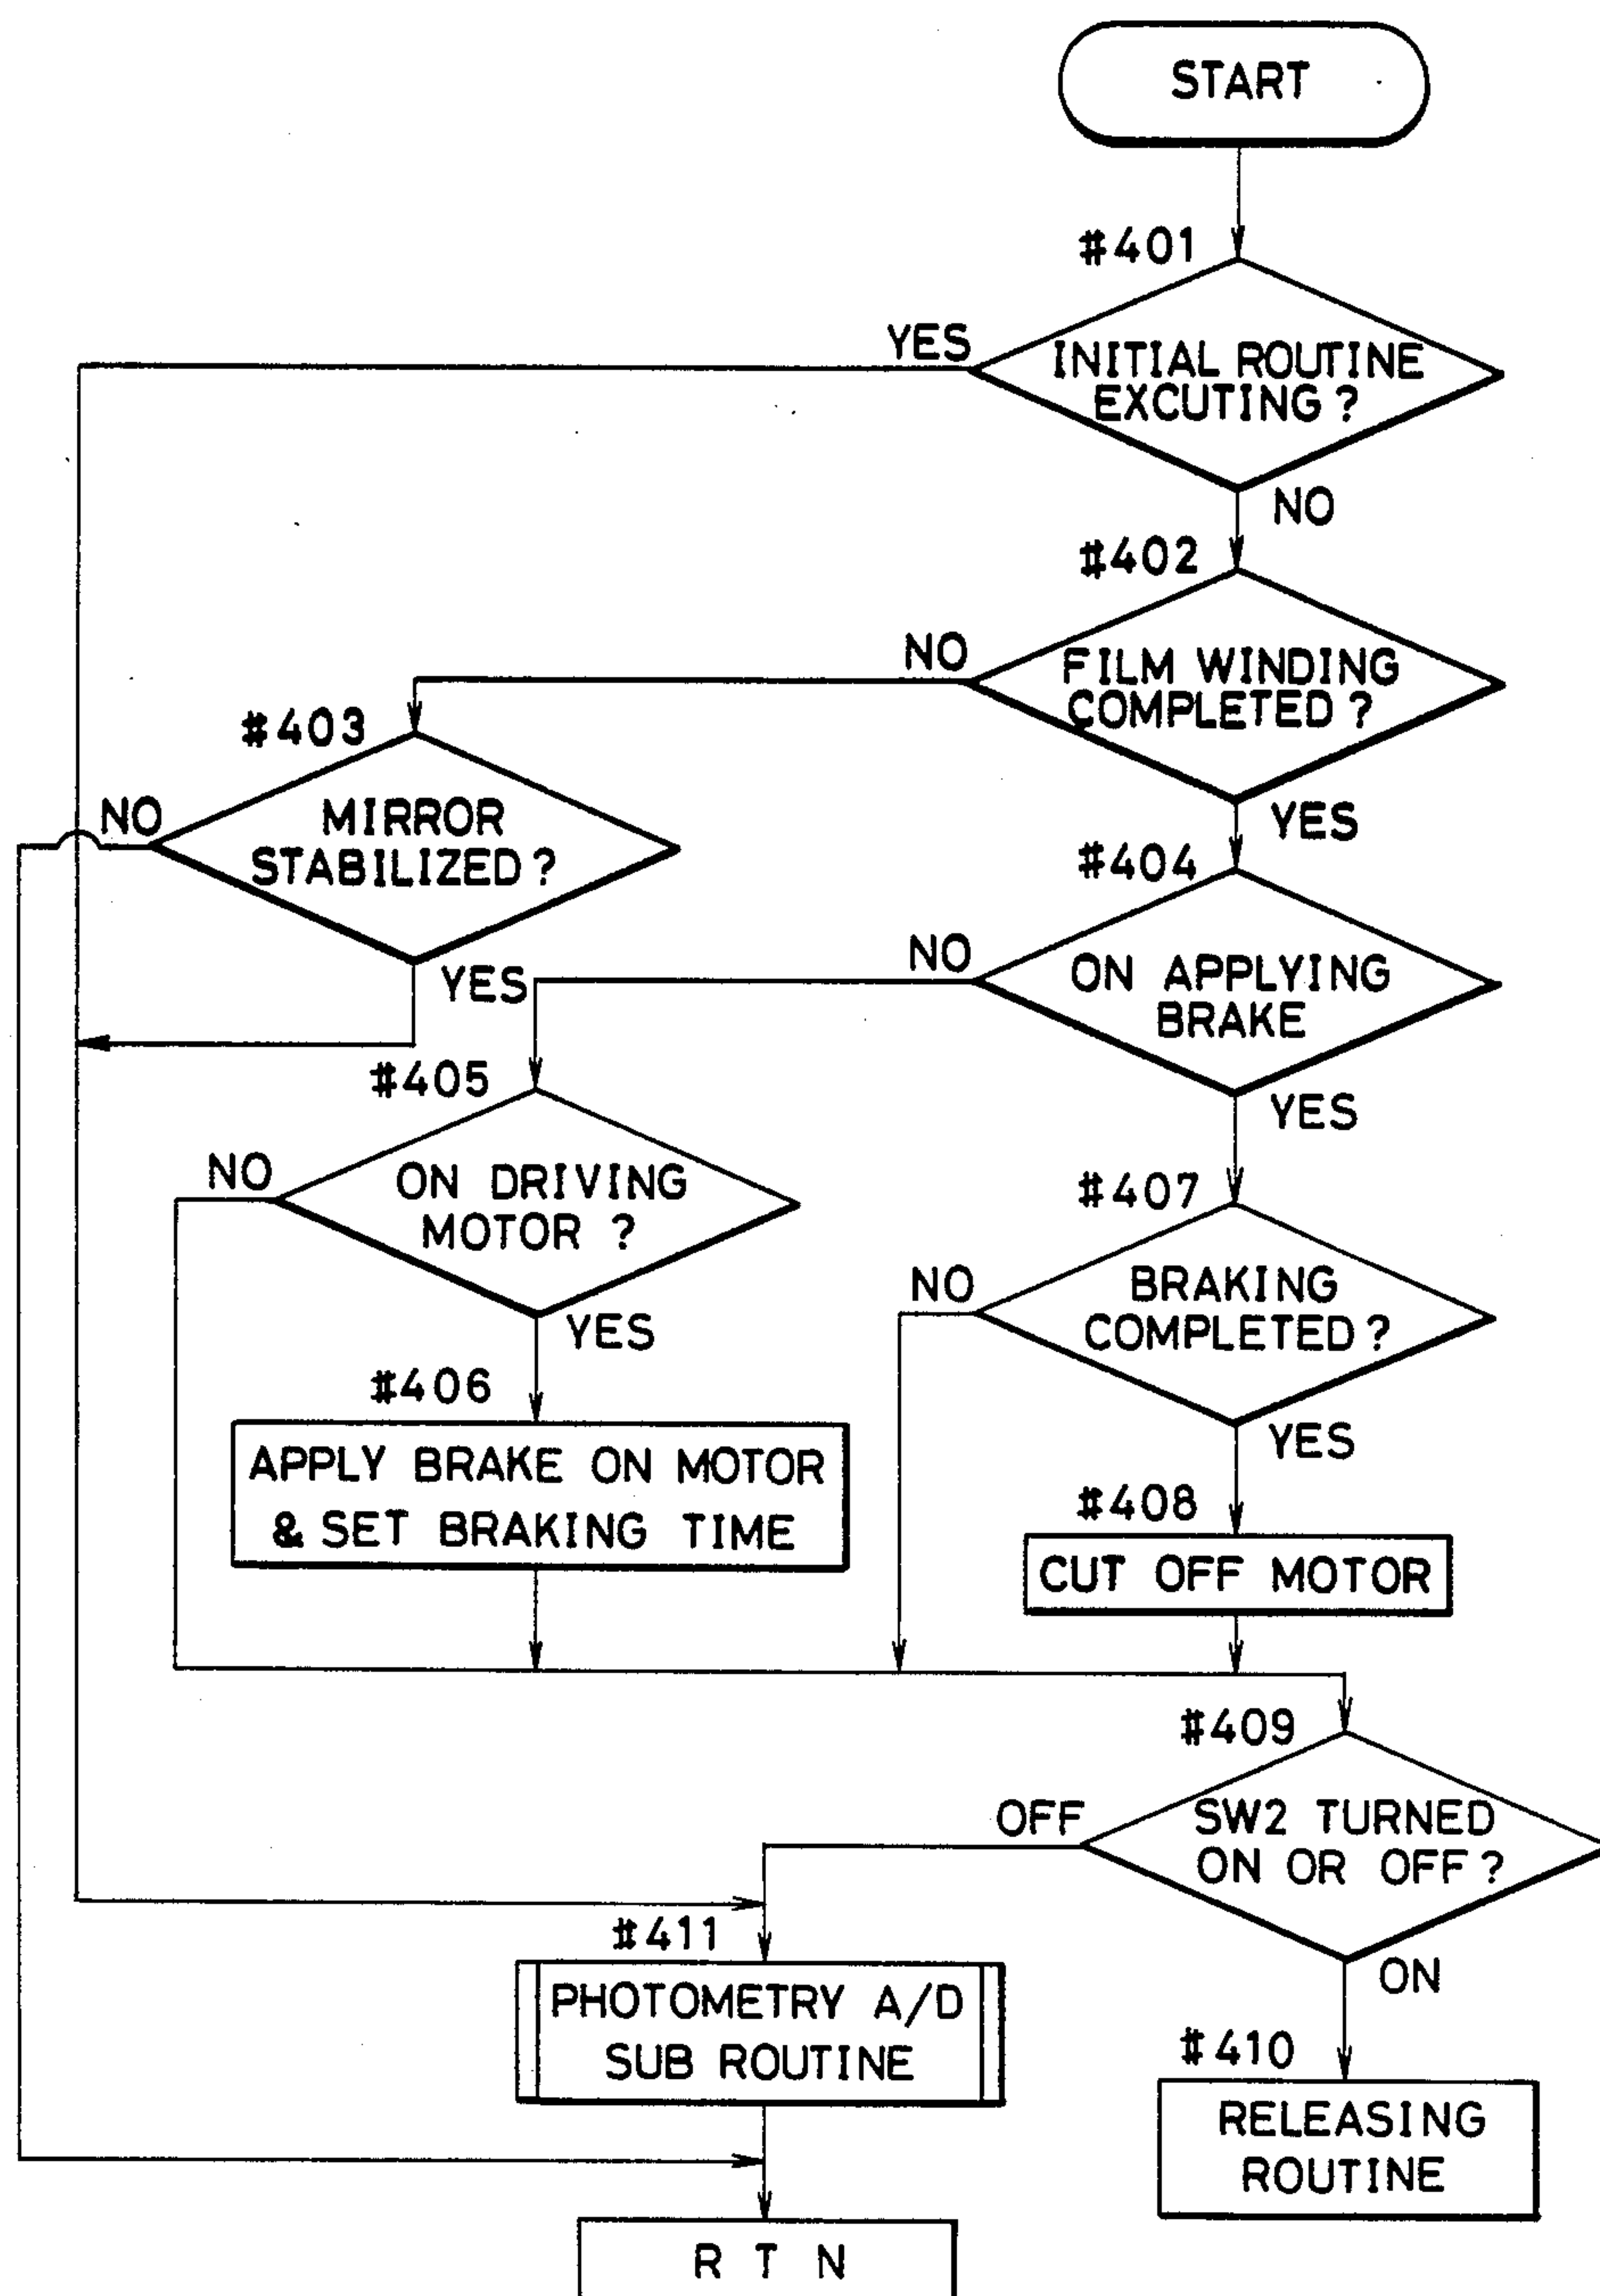 START
#401
YES
INITIAL ROUTINE
EXCUTING ?
NO
#402
NO
FILM WINDING
COMPLETED ?
#403
NO
MIRROR
STABILIZED ?
YES
YES
#404
NO
ON APPLYING
BRAKE
YES
#405
NO
ON DRIVING
MOTOR ?
YES
#407
NO
BRAKING
COMPLETED ?
YES
#406
APPLY BRAKE ON MOTOR
& SET BRAKING TIME
#408
CUT OFF MOTOR
#409
OFF
SW2 TURNED
ON OR OFF ?
ON
#411
PHOTOMETRY A/D
SUB ROUTINE
#410
RELEASING
ROUTINE
R T N